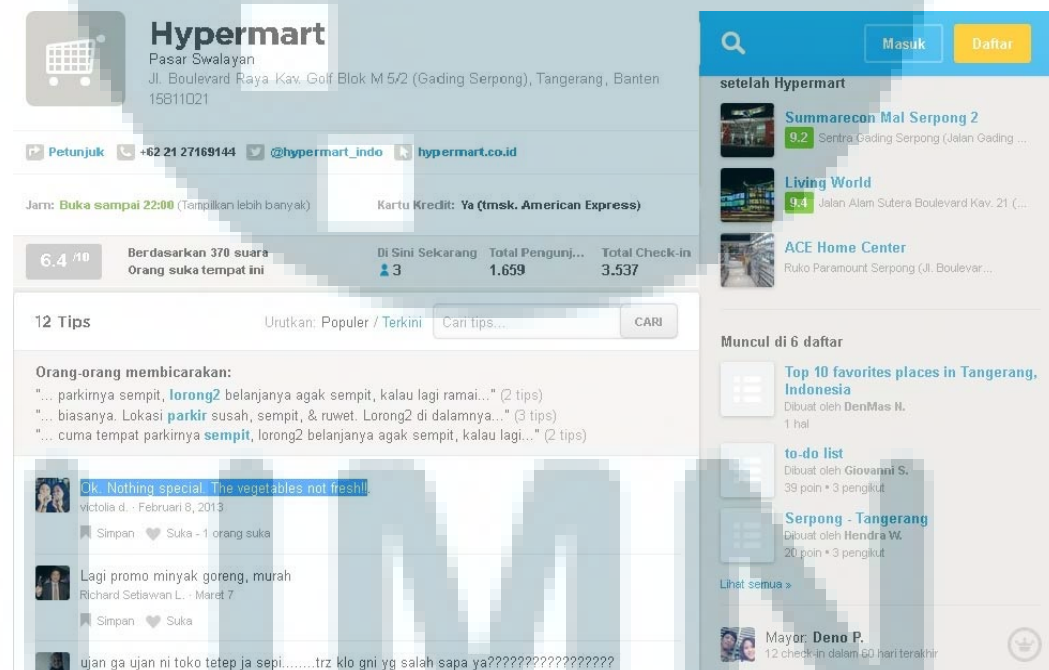 Hypermart
Pasar Swalayan
Jl. Boulevard Raya Kav. Golf Blok M 5/2 (Gading Serpong), Tangerang, Banten
15811021
Petunjuk +62 21 27169144 @hypermart_indo hypermart.co.id
Jam: Buka sampai 22:00 (Tampilkan lebih banyak) Kartu Kredit: Ya (tmsk. American Express)
6.4 /10
Berdasarkan 370 suara
Orang suka tempat ini
Di Sini Sekarang Total Pengunj... Total Check-in
3 1.659 3.537
12 Tips Urutkan: Populer / Terkini Cari tips... CARI
Orang-orang membicarakan:
"... parkirnya sempit, lorong2 belanjanya agak sempit, kalau lagi ramai..." (2 tips)
"... biasanya. Lokasi parkir susah, sempit, & ruwet. Lorong2 di dalamnya..." (3 tips)
"... cuma tempat parkirnya sempit, lorong2 belanjanya agak sempit, kalau lagi..." (2 tips)
Ok. Nothing special. The vegetables not fresh!!.
victolia d. · Februari 8, 2013
Simpan Suka - 1 orang suka
Lagi promo minyak goreng, murah
Richard Setiawan L. · Maret 7
Simpan Suka
ujan ga ujan ni toko tetep ja sepi........trz klo gni yg salah sapa ya??????????????????
Masuk Daftar
setelah Hypermart
Summarecon Mal Serpong 2
9.2 Sentra Gading Serpong (Jalan Gading ...
Living World
9.4 Jalan Alam Sutera Boulevard Kav. 21 (...
ACE Home Center
Ruko Paramount Serpong (Jl. Boulevar...
Muncul di 6 daftar
Top 10 favorites places in Tangerang,
Indonesia
Dibuat oleh DenMas N.
1 hal
to-do list
Dibuat oleh Giovanni S.
39 poin • 3 pengikut
Serpong - Tangerang
Dibuat oleh Hendra W.
20 poin • 3 pengikut
Lihat semua »
Mayor: Deno P.
12 check-in dalam 60 hari terakhir